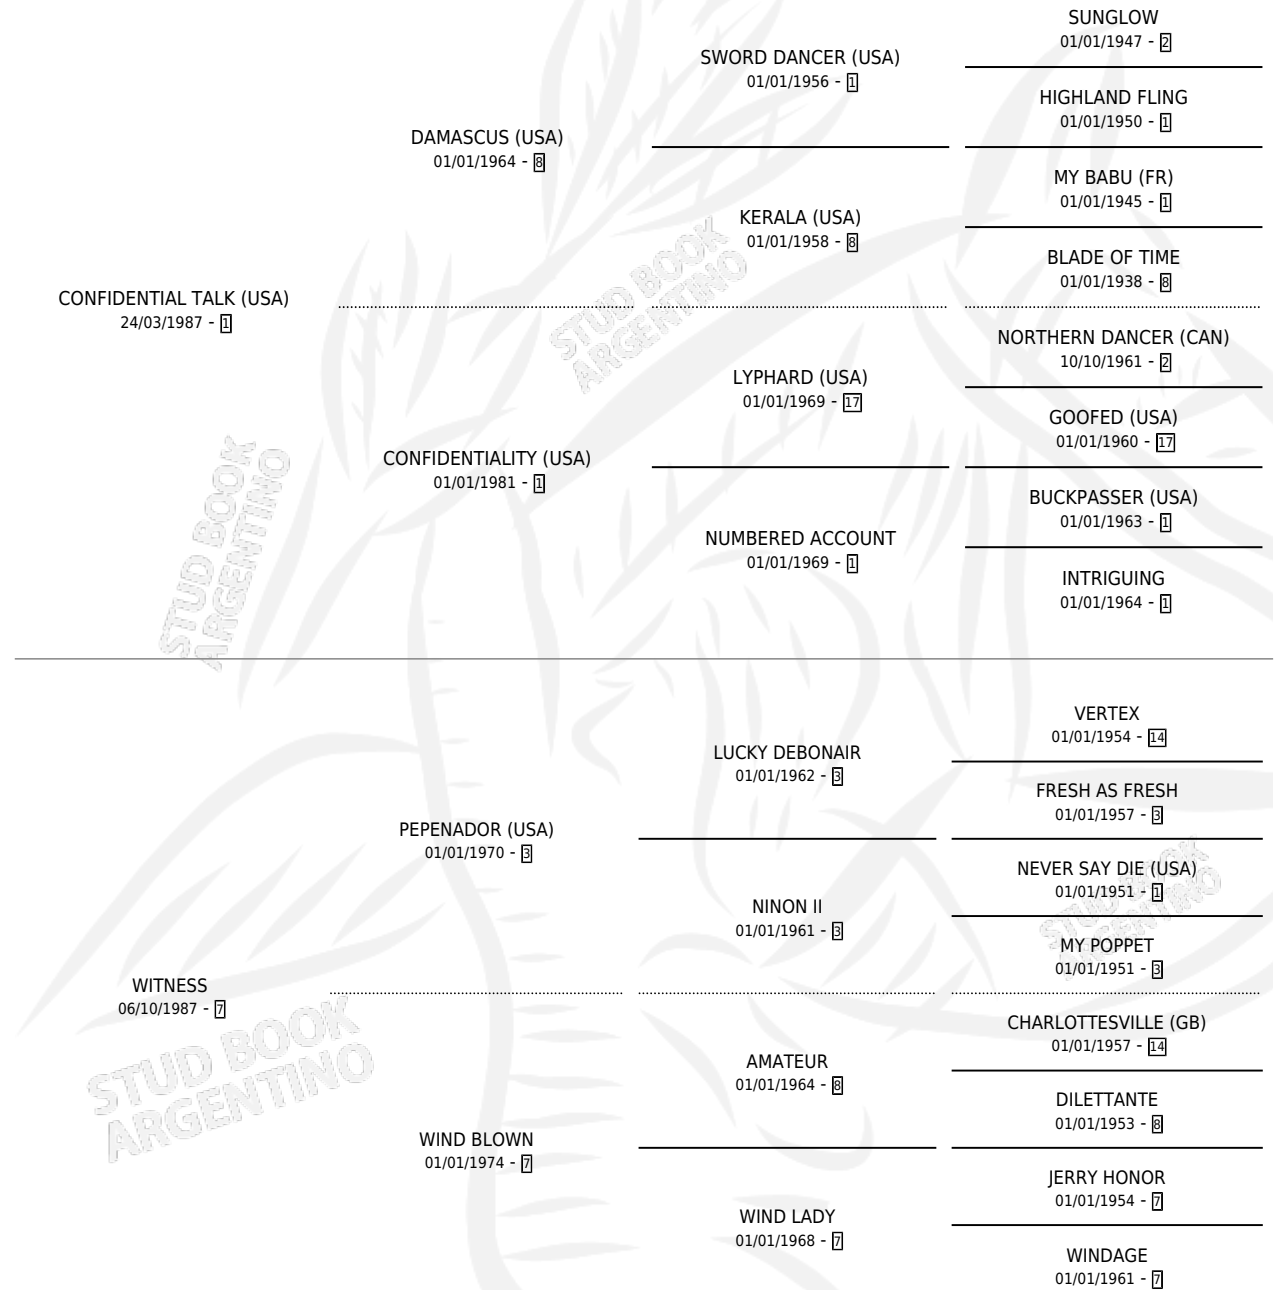 SUNGLOW
01/01/1947 - 2
SWORD DANCER (USA)
01/01/1956 - 1
HIGHLAND FLING
01/01/1950 - 1
DAMASCUS (USA)
01/01/1964 - 8
MY BABU (FR)
01/01/1945 - 1
KERALA (USA)
01/01/1958 - 8
BLADE OF TIME
01/01/1938 - 8
CONFIDENTIAL TALK (USA)
24/03/1987 - 1
NORTHERN DANCER (CAN)
10/10/1961 - 2
LYPHARD (USA)
01/01/1969 - 17
GOOFED (USA)
01/01/1960 - 17
CONFIDENTIALITY (USA)
01/01/1981 - 1
BUCKPASSER (USA)
01/01/1963 - 1
NUMBERED ACCOUNT
01/01/1969 - 1
INTRIGUING
01/01/1964 - 1
STUD BOOK
ARGENTINO
STUD BOOK
ARGENTINO
VERTEX
01/01/1954 - 14
LUCKY DEBONAIR
01/01/1962 - 3
FRESH AS FRESH
01/01/1957 - 3
PEPENADOR (USA)
01/01/1970 - 3
NEVER SAY DIE (USA)
01/01/1951 - 1
NINON II
01/01/1961 - 3
MY POPPET
01/01/1951 - 3
WITNESS
06/10/1987 - 7
CHARLOTTESVILLE (GB)
01/01/1957 - 14
AMATEUR
01/01/1964 - 8
DILETTANTE
01/01/1953 - 8
WIND BLOWN
01/01/1974 - 7
JERRY HONOR
01/01/1954 - 7
WIND LADY
01/01/1968 - 7
WINDAGE
01/01/1961 - 7
STUD BOOK
ARGENTINO
STUD BOOK
ARGENTINO